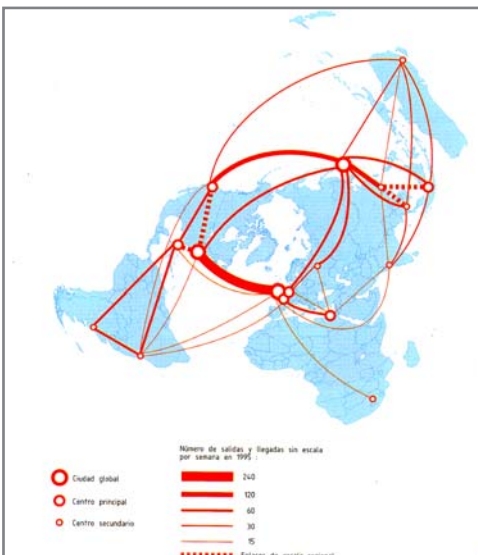 Número de salidas y llegadas sin escala
por semana en 1995 :
Ciudad global
Centro principal
Centro secundario
240
120
60
30
15